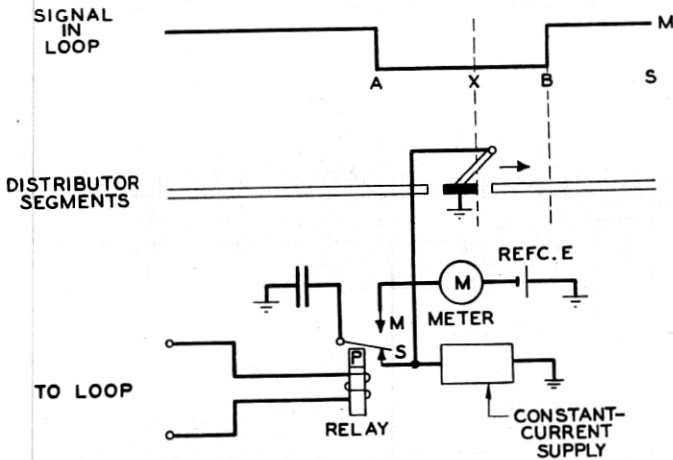 SIGNAL
IN
LOOP
M
A
X
B
S
DISTRIBUTOR
SEGMENTS
REFC. E
M
METER
M
S
P
TO LOOP
RELAY
CONSTANT-
CURRENT
SUPPLY